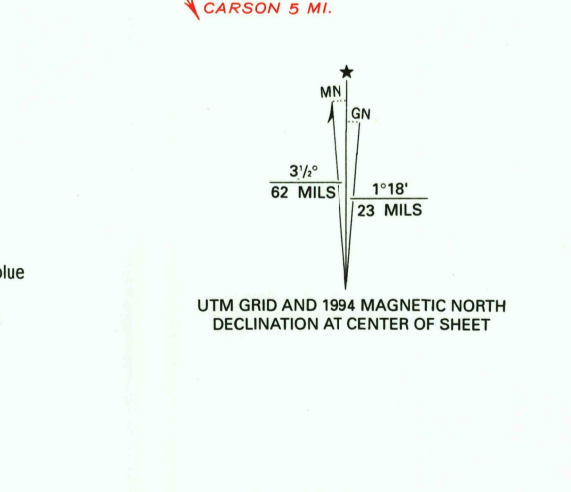 CARSON 5 MI.
★
MN
GN
3½°
62 MILS
1°18'
23 MILS
UTM GRID AND 1994 MAGNETIC NORTH
DECLINATION AT CENTER OF SHEET